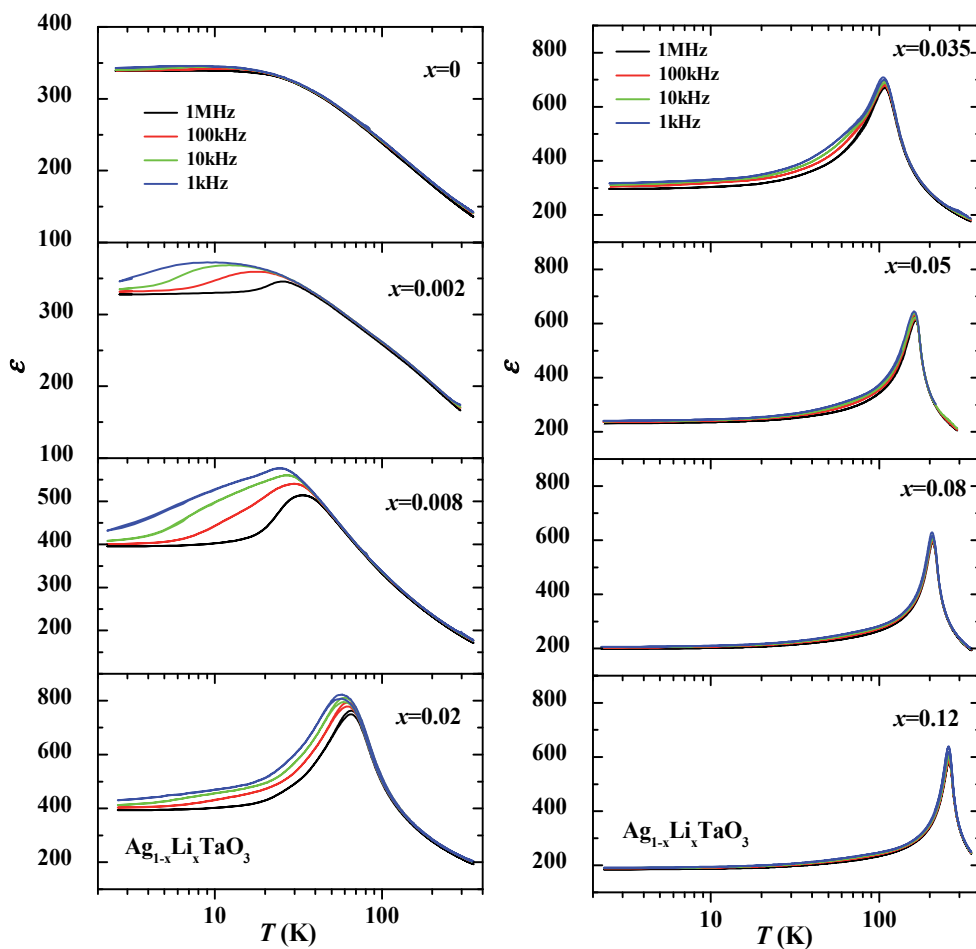 400
300
200
100
x=0
1MHz
100kHz
10kHz
1kHz
300
200
100
x=0.002
ε
500
400
300
200
x=0.008
800
600
400
200
x=0.02
Ag₁₋ₓLiₓTaO₃
10 100
T (K)
800
600
400
200
x=0.035
1MHz
100kHz
10kHz
1kHz
800
600
400
200
x=0.05
ε
800
600
400
200
x=0.08
800
600
400
200
x=0.12
Ag₁₋ₓLiₓTaO₃
10 100
T (K)